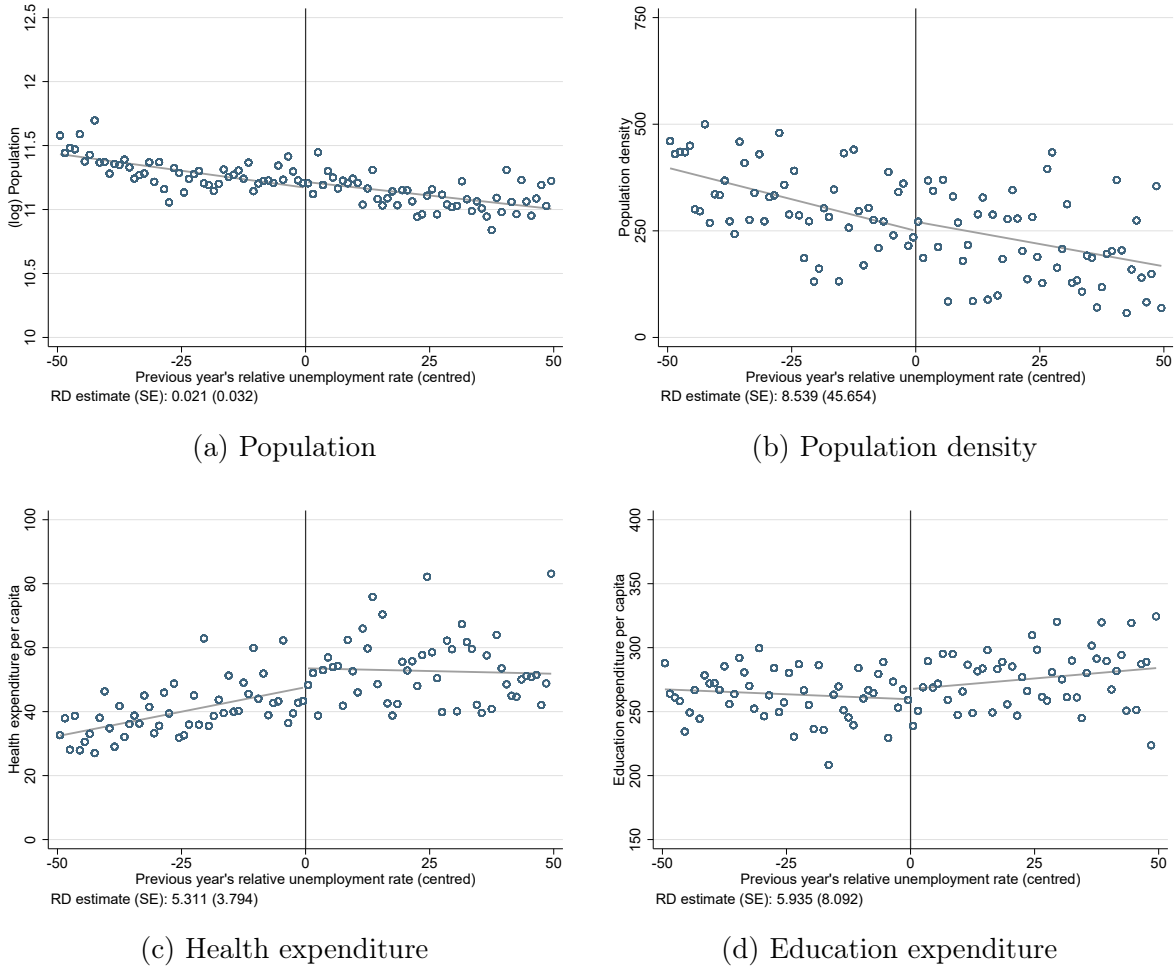 12.5
12
11.5
11
10.5
10
(log) Population
-50 -25 0 25 50
Previous year's relative unemployment rate (centred)
RD estimate (SE): 0.021 (0.032)
(a) Population
750
500
250
0
Population density
-50 -25 0 25 50
Previous year's relative unemployment rate (centred)
RD estimate (SE): 8.539 (45.654)
(b) Population density
100
80
60
40
20
0
Health expenditure per capita
-50 -25 0 25 50
Previous year's relative unemployment rate (centred)
RD estimate (SE): 5.311 (3.794)
(c) Health expenditure
400
350
300
250
200
150
Education expenditure per capita
-50 -25 0 25 50
Previous year's relative unemployment rate (centred)
RD estimate (SE): 5.935 (8.092)
(d) Education expenditure